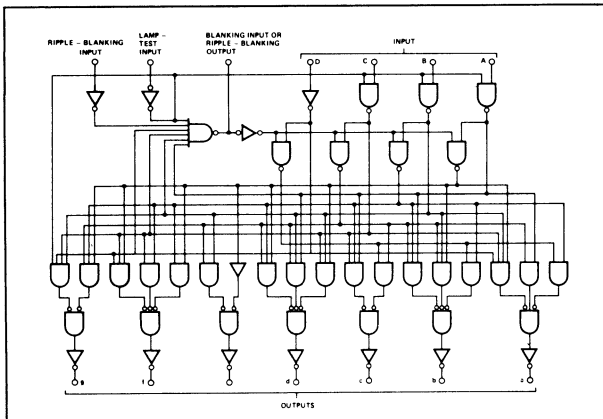 RIPPLE - BLANKING
INPUT
LAMP -
TEST
INPUT
BLANKING INPUT OR
RIPPLE - BLANKING
OUTPUT
INPUT
D
C
B
A
g
f
d
c
b
a
OUTPUTS